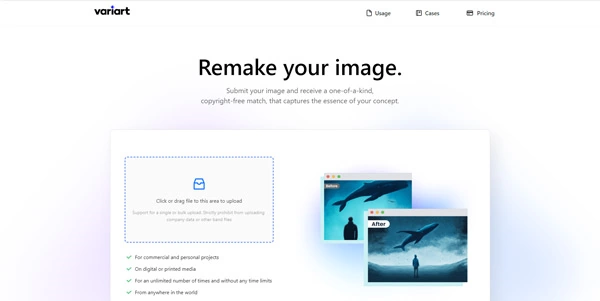 variart
Usage
Cases
Pricing
Remake your image.
Submit your image and receive a one-of-a-kind,
copyright-free match, that captures the essence of your concept.
Click or drag file to this area to upload
Support for a single or bulk upload. Strictly prohibit from uploading
company data or other band files
Before
After
For commercial and personal projects
On digital or printed media
For an unlimited number of times and without any time limits
From anywhere in the world